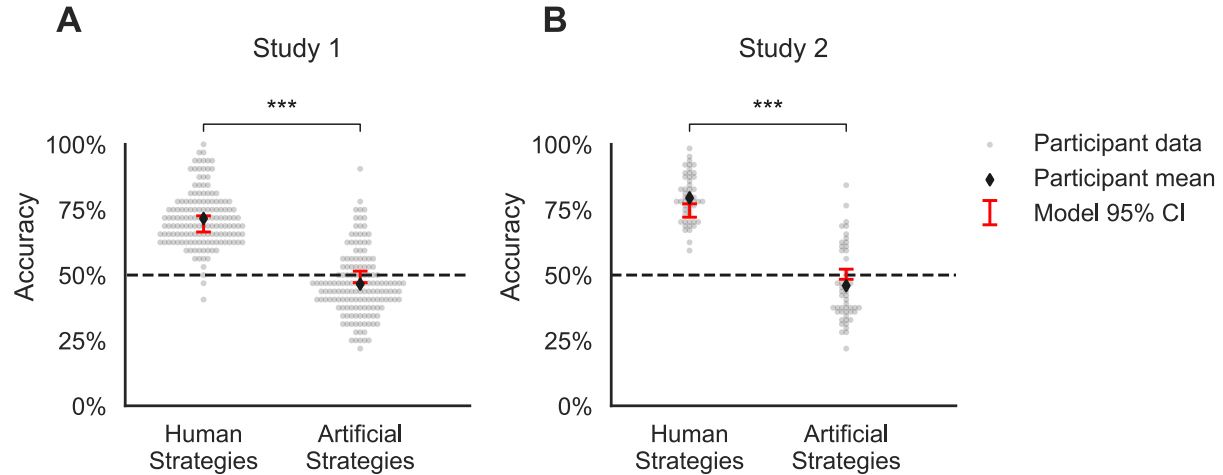 A
Study 1
***
100%
75%
50%
25%
0%
Accuracy
Human
Strategies
Artificial
Strategies
B
Study 2
***
100%
75%
50%
25%
0%
Accuracy
Human
Strategies
Artificial
Strategies
Participant data
Participant mean
Model 95% CI